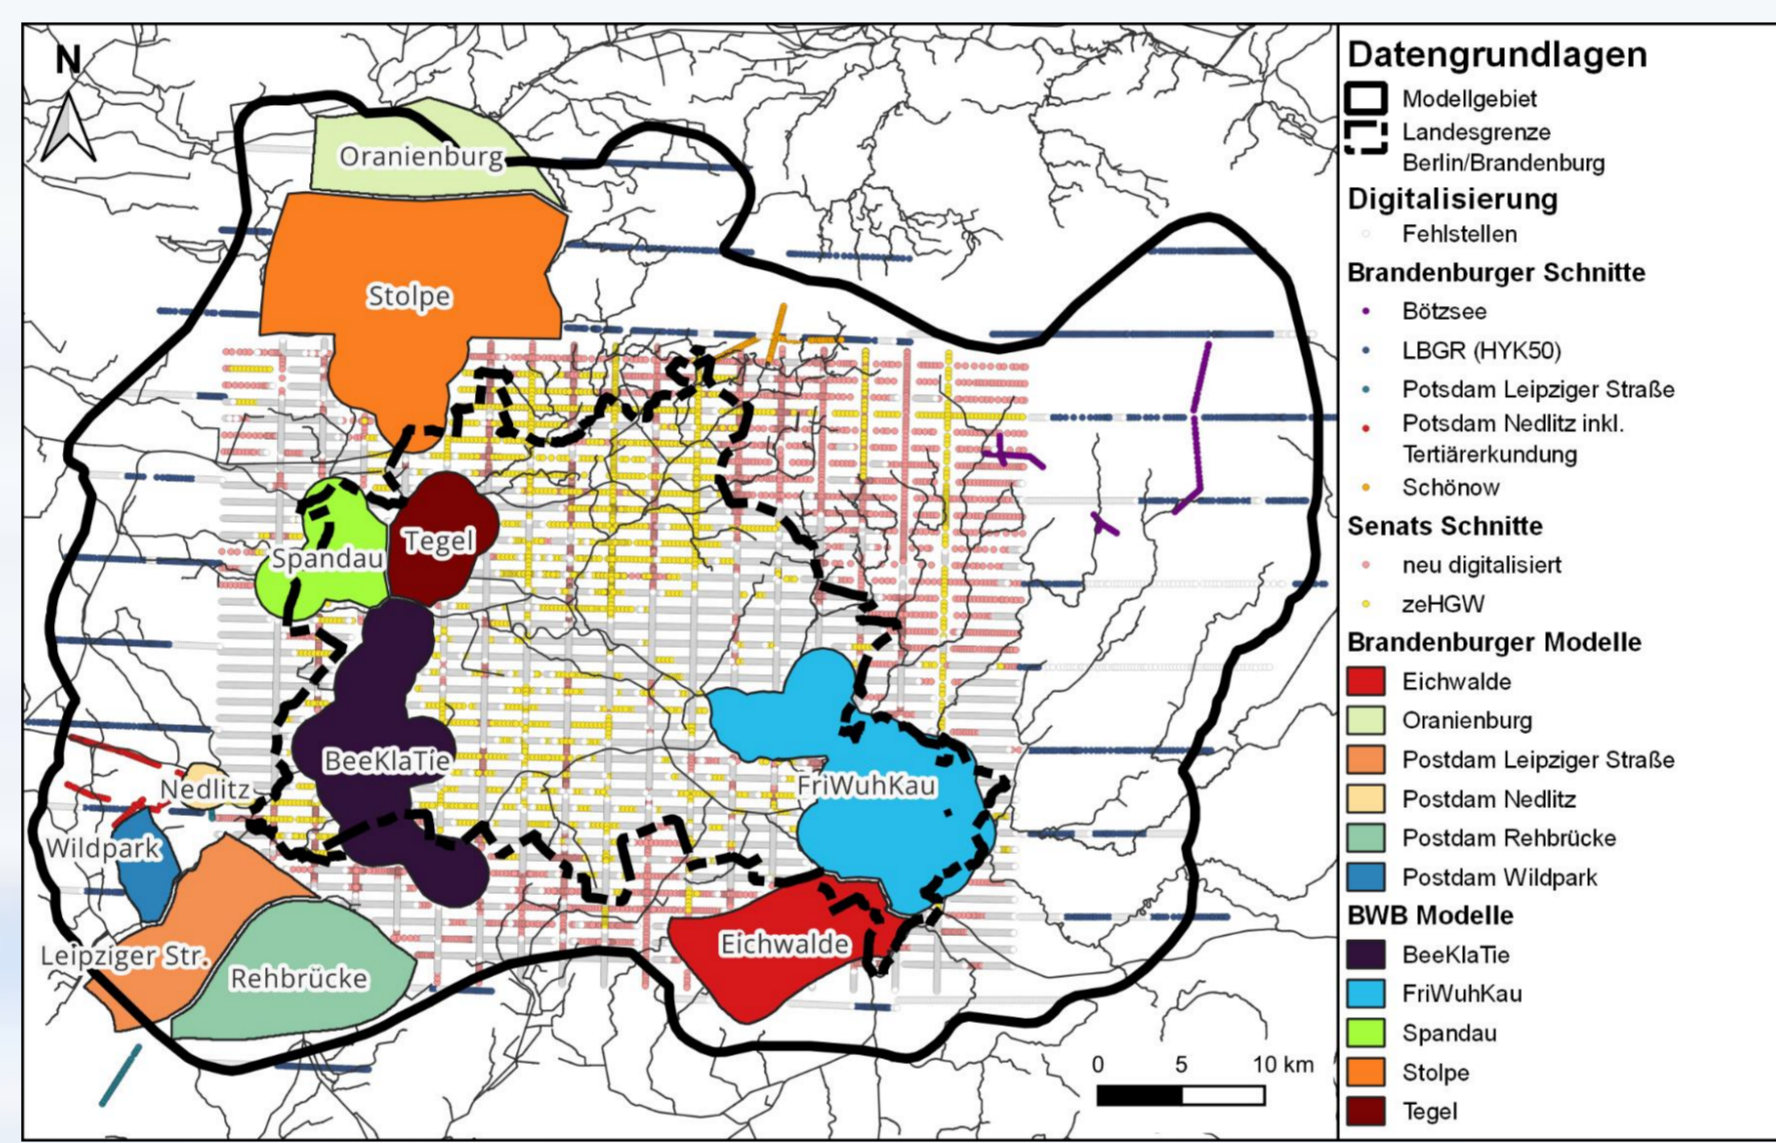 N
Oranienburg
Stolpe
Spandau
Tegel
BeeKlaTie
Nedlitz
FriWuhKau
Wildpark
Leipziger Str.
Rehbrücke
Eichwalde
0 5 10 km
Datengrundlagen
Modellgebiet
Landesgrenze
Berlin/Brandenburg
Digitalisierung
Fehlstellen
Brandenburger Schnitte
Bötzsee
LBGR (HYK50)
Potsdam Leipziger Straße
Potsdam Nedlitz inkl.
Tertiärerkundung
Schönow
Senats Schnitte
neu digitalisiert
zeHGW
Brandenburger Modelle
Eichwalde
Oranienburg
Postdam Leipziger Straße
Postdam Nedlitz
Postdam Rehbrücke
Postdam Wildpark
BWB Modelle
BeeKlaTie
FriWuhKau
Spandau
Stolpe
Tegel